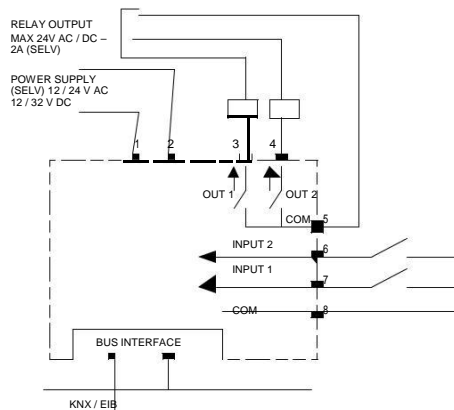 RELAY OUTPUT
MAX 24V AC / DC –
2A (SELV)
POWER SUPPLY
(SELV) 12 / 24 V AC
12 / 32 V DC
1 2 3 4
OUT 1 OUT 2
COM 5
INPUT 2 6
INPUT 1 7
COM 8
BUS INTERFACE
KNX / EIB